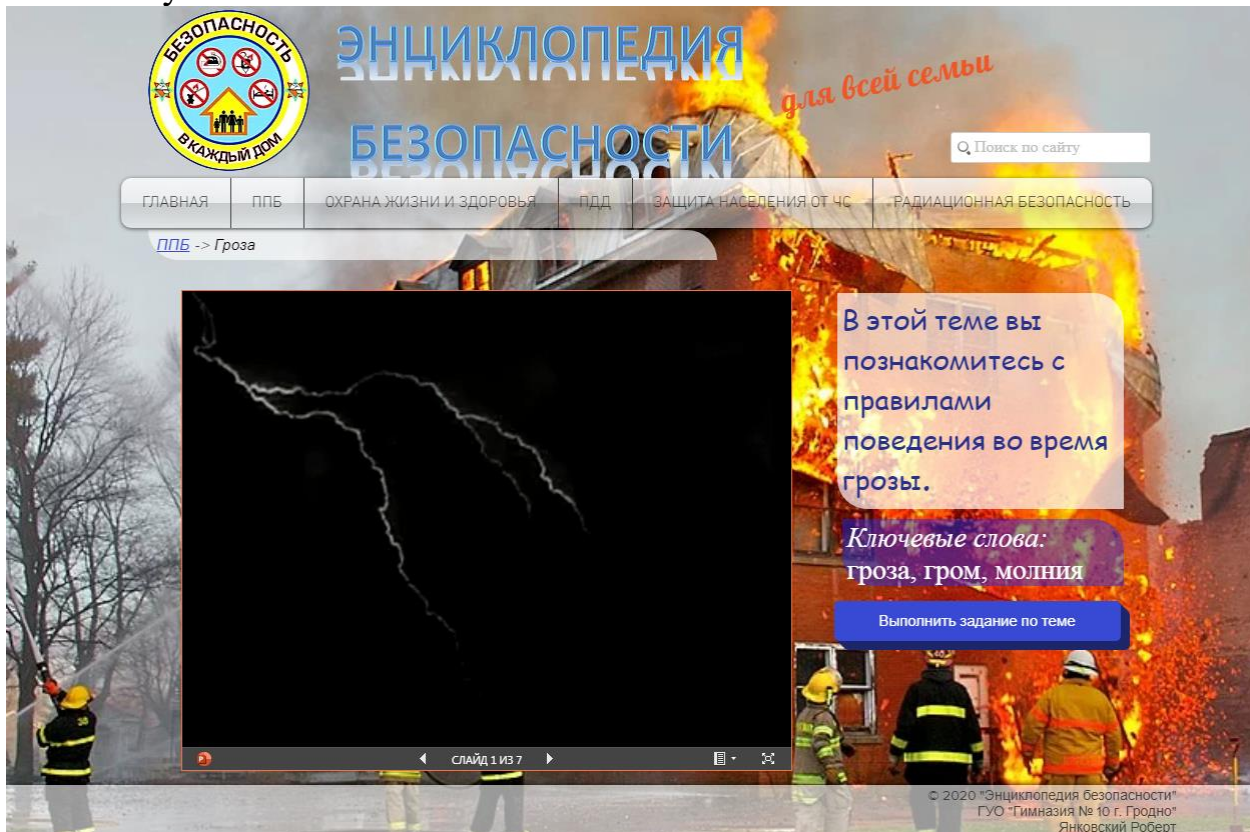 БЕЗОПАСНОСТЬ
В КАЖДЫЙ ДОМ
ЭНЦИКЛОПЕДИЯ
БЕЗОПАСНОСТИ
для всей семьи
Поиск по сайту
ГЛАВНАЯ ППБ ОХРАНА ЖИЗНИ И ЗДОРОВЬЯ ПДД ЗАЩИТА НАСЕЛЕНИЯ ОТ ЧС РАДИАЦИОННАЯ БЕЗОПАСНОСТЬ
ППБ -> Гроза
В этой теме вы
познакомитесь с
правилами
поведения во время
грозы.
Ключевые слова:
гроза, гром, молния
Выполнить задание по теме
СЛАЙД 1 ИЗ 7
© 2020 "Энциклопедия безопасности"
ГУО "Гимназия № 10 г. Гродно"
Янковский Роберт